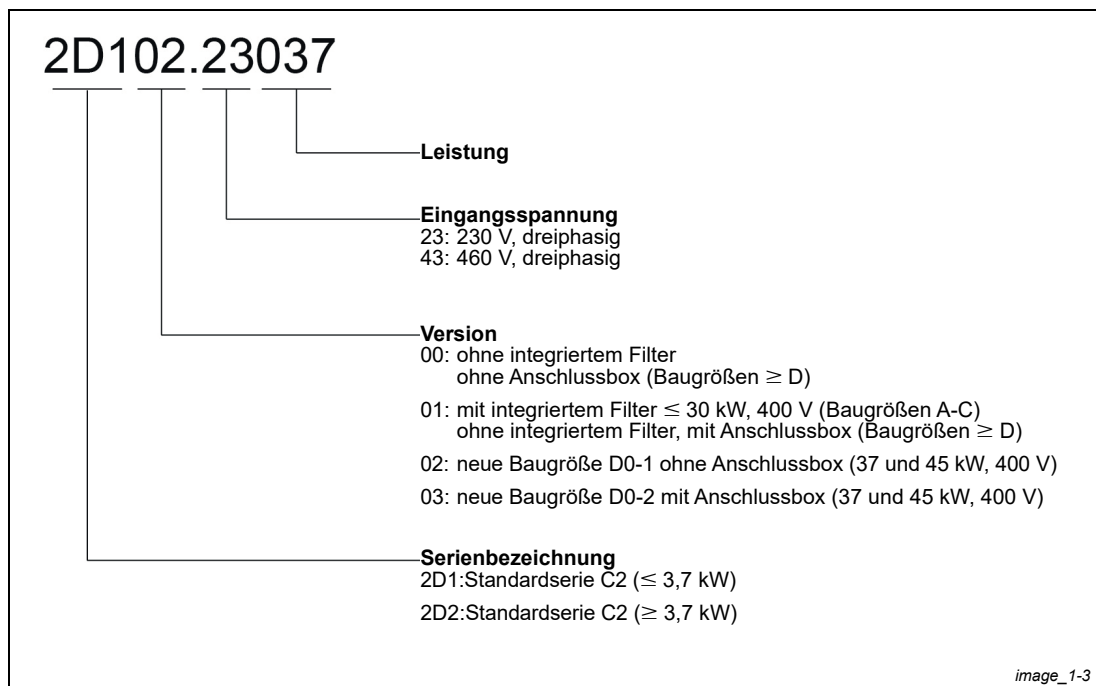 2D102.23037
Leistung
Eingangsspannung
23: 230 V, dreiphasig
43: 460 V, dreiphasig
Version
00: ohne integriertem Filter
ohne Anschlussbox (Baugrößen ≥ D)
01: mit integriertem Filter ≤ 30 kW, 400 V (Baugrößen A-C)
ohne integriertem Filter, mit Anschlussbox (Baugrößen ≥ D)
02: neue Baugröße D0-1 ohne Anschlussbox (37 und 45 kW, 400 V)
03: neue Baugröße D0-2 mit Anschlussbox (37 und 45 kW, 400 V)
Serienbezeichnung
2D1:Standardserie C2 (≤ 3,7 kW)
2D2:Standardserie C2 (≥ 3,7 kW)
image_1-3